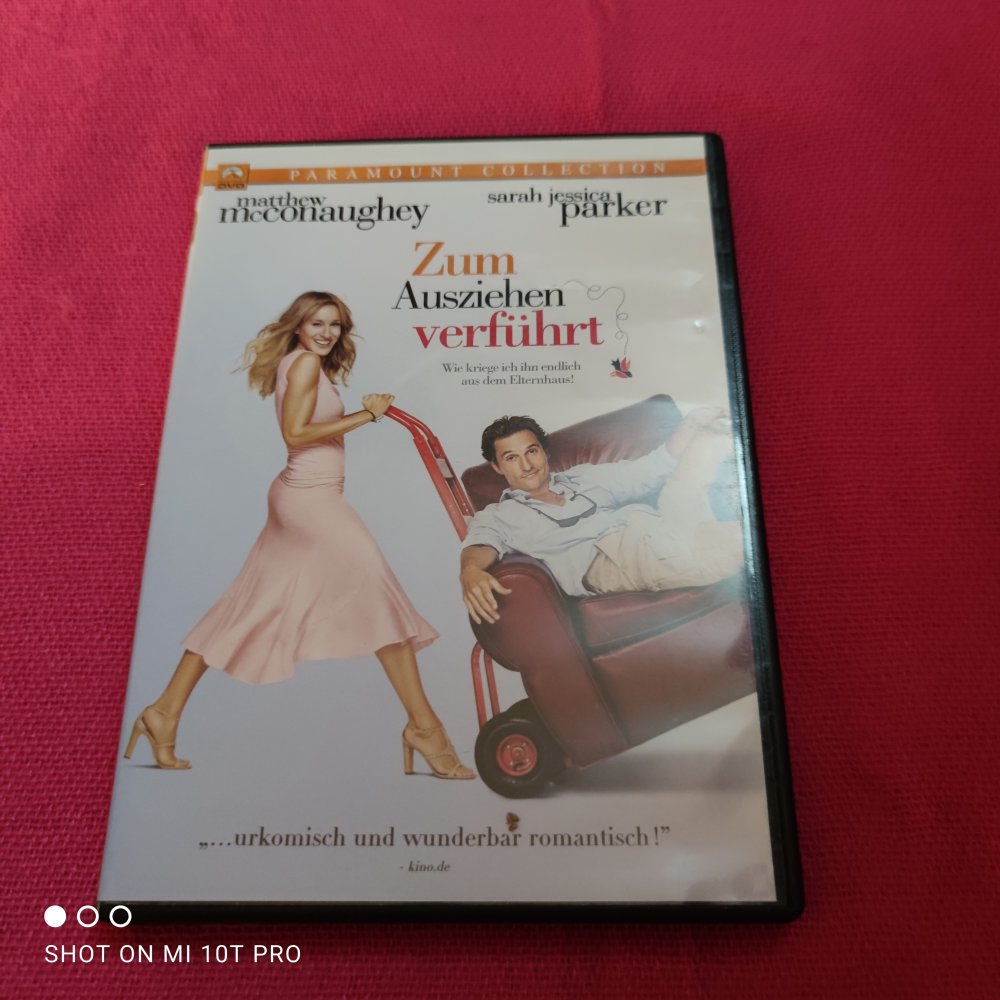 PARAMOUNT COLLECTION
DVD
matthew
mcconaughey
sarah jessica
parker
Zum
Ausziehen
verführt
Wie kriege ich ihn endlich
aus dem Elternhaus!
„...urkomisch und wunderbar romantisch!”
- kino.de
SHOT ON MI 10T PRO